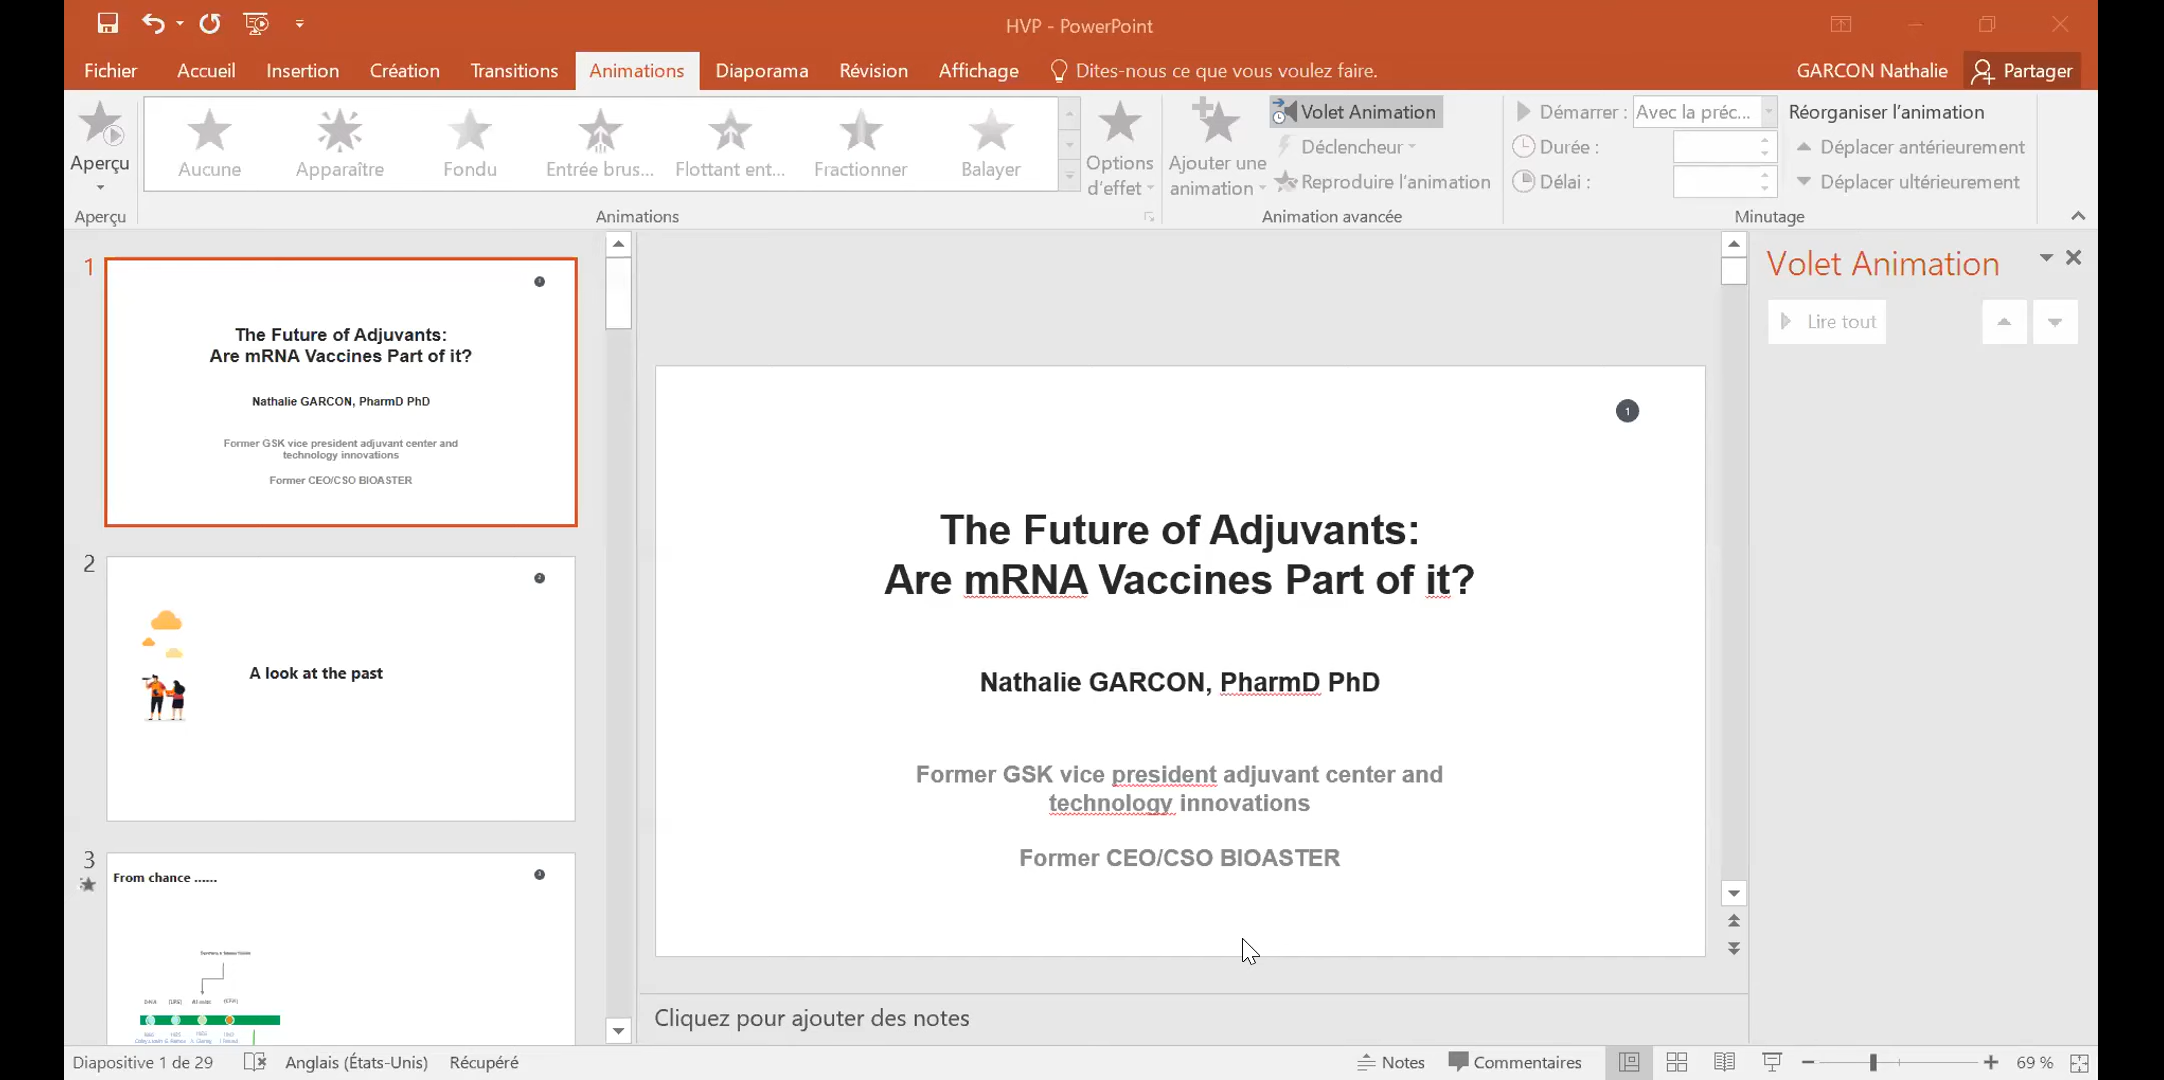 HVP - PowerPoint
Fichier
Accueil
Insertion
Création
Transitions
Animations
Diaporama
Révision
Affichage
Dites-nous ce que vous voulez faire.
GARCON Nathalie
Partager
Aperçu
Aucune
Apparaître
Fondu
Entrée brus...
Flottant ent...
Fractionner
Balayer
Options
d'effet
Ajouter une
animation
Volet Animation
Déclencheur
Reproduire l'animation
Démarrer :
Avec la préc...
Durée :
Délai :
Réorganiser l'animation
Déplacer antérieurement
Déplacer ultérieurement
Aperçu
Animations
Animation avancée
Minutage
1
The Future of Adjuvants:
Are mRNA Vaccines Part of it?
Nathalie GARCON, PharmD PhD
Former GSK vice president adjuvant center and
technology innovations
Former CEO/CSO BIOASTER
2
A look at the past
3
From chance ......
DNA
1
The Future of Adjuvants:
Are mRNA Vaccines Part of it?
Nathalie GARCON, PharmD PhD
Former GSK vice president adjuvant center and
technology innovations
Former CEO/CSO BIOASTER
Cliquez pour ajouter des notes
Volet Animation
Lire tout
Diapositive 1 de 29
Anglais (États-Unis)
Récupéré
Notes
Commentaires
69 %